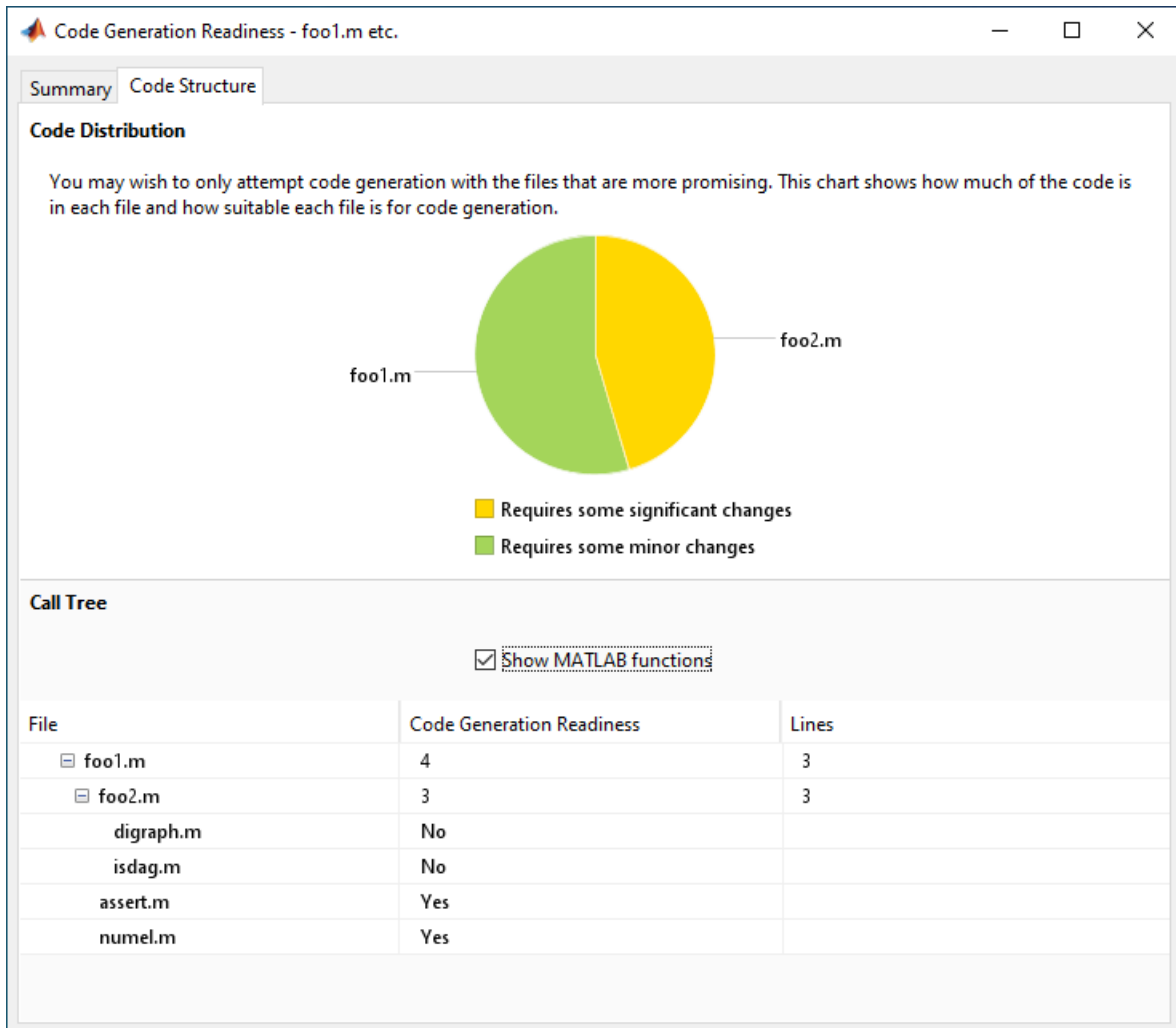 Code Generation Readiness - foo1.m etc.
Summary
Code Structure
Code Distribution
You may wish to only attempt code generation with the files that are more promising. This chart shows how much of the code is
in each file and how suitable each file is for code generation.
foo2.m
foo1.m
Requires some significant changes
Requires some minor changes
Call Tree
Show MATLAB functions
File Code Generation Readiness Lines
foo1.m 4 3
foo2.m 3 3
digraph.m No
isdag.m No
assert.m Yes
numel.m Yes